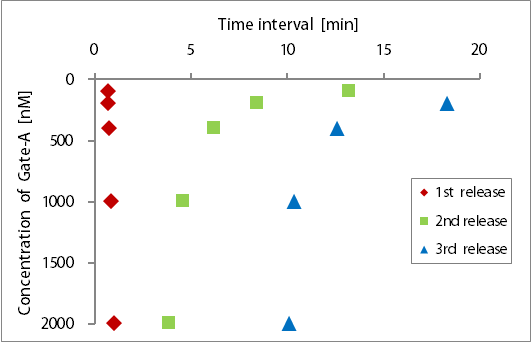 Time interval [min]
0 5 10 15 20
Concentration of Gate-A [nM]
0
500
1000
1500
2000
1st release
2nd release
3rd release